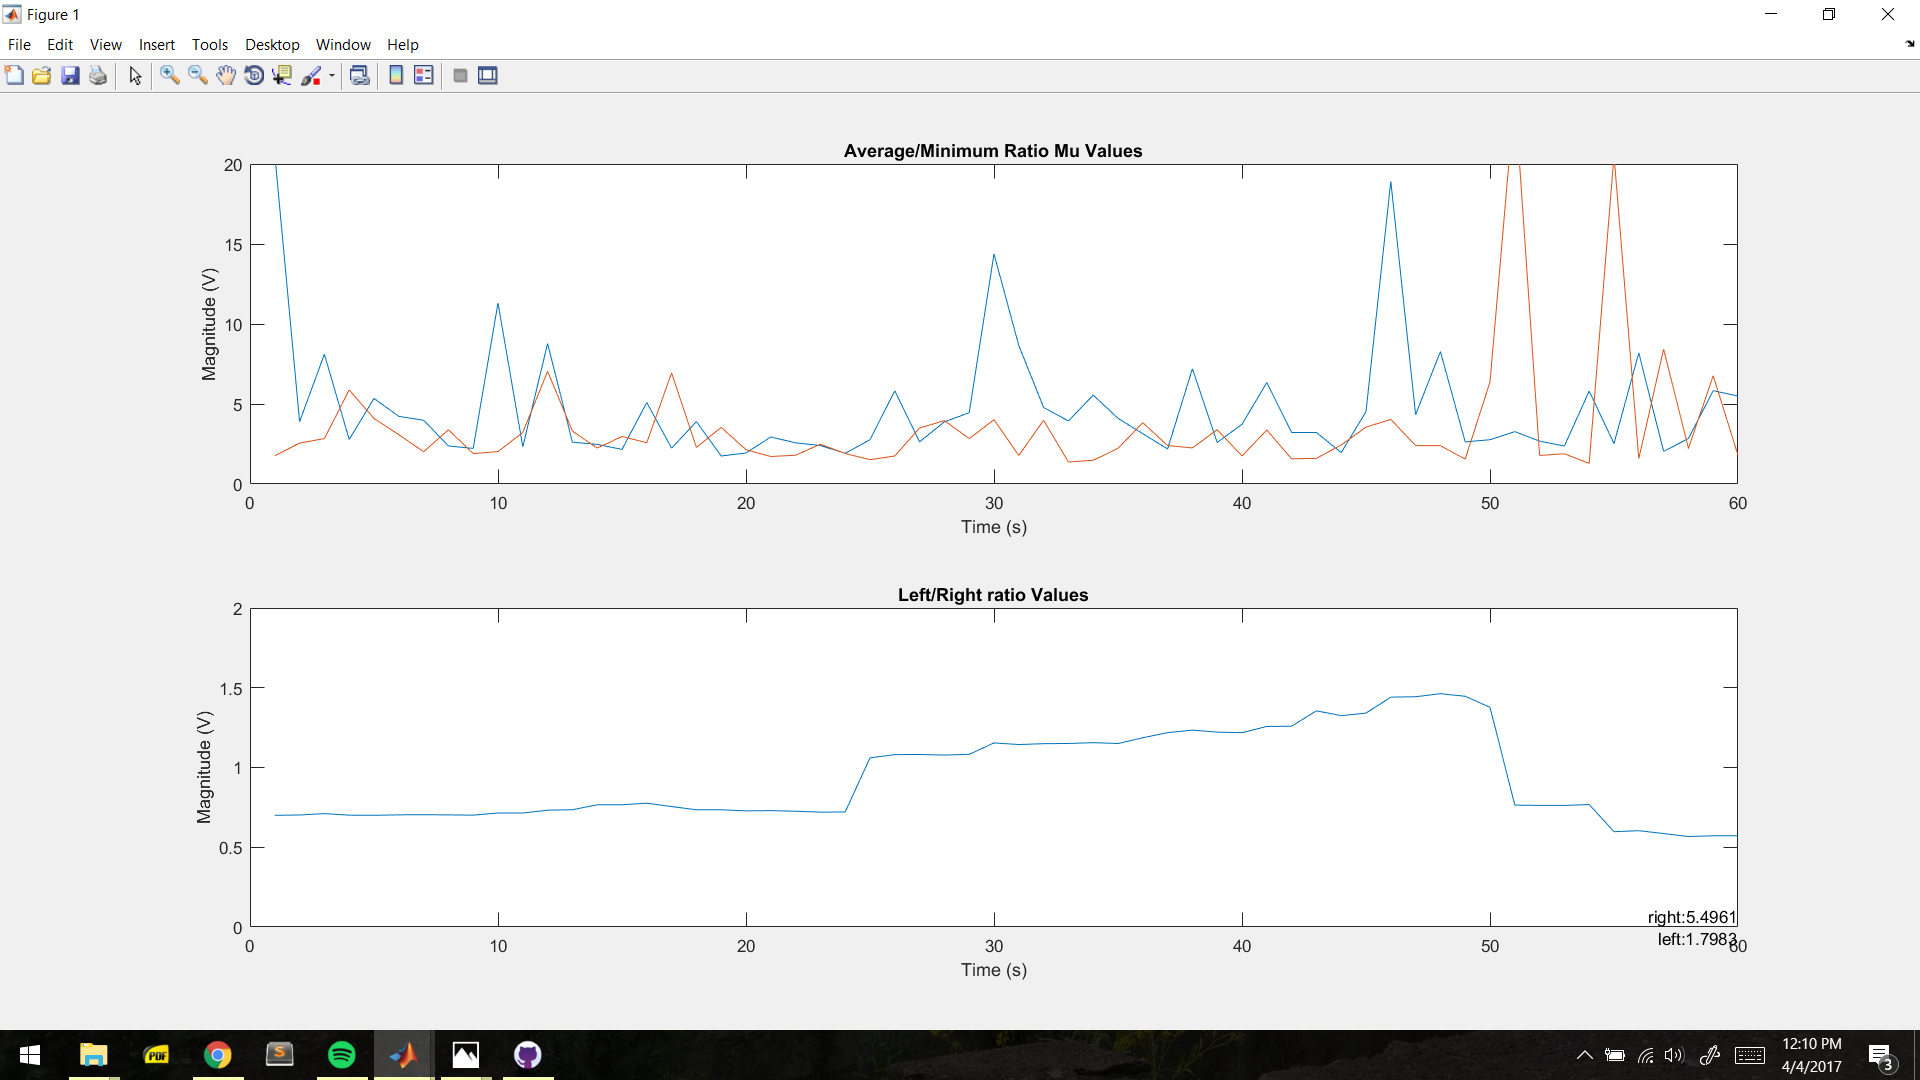 Figure 1
File Edit View Insert Tools Desktop Window Help
Average/Minimum Ratio Mu Values
20
15
10
5
0
Magnitude (V)
0 10 20 30 40 50 60
Time (s)
Left/Right ratio Values
2
1.5
1
0.5
0
Magnitude (V)
right:5.4961
left:1.7983
0 10 20 30 40 50 60
Time (s)
PDF
S
12:10 PM
4/4/2017
3